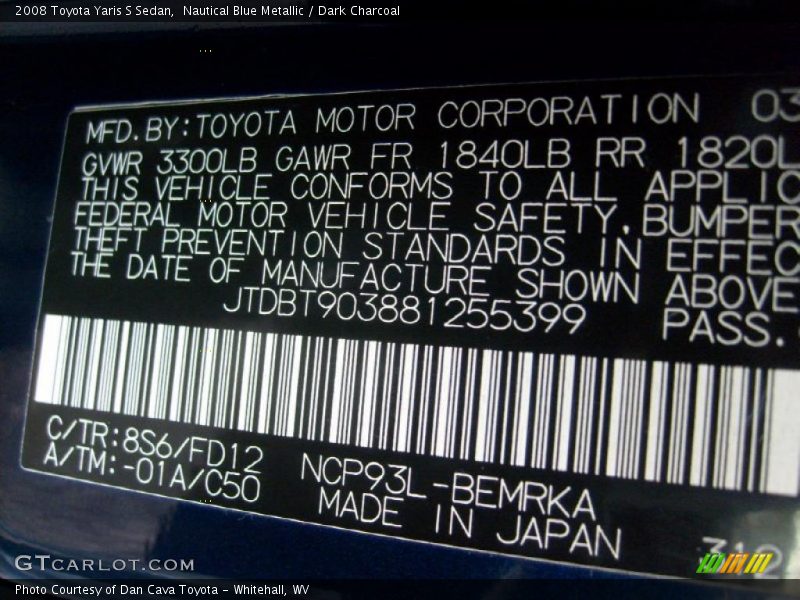 2008 Toyota Yaris S Sedan,  Nautical Blue Metallic / Dark Charcoal
MFD.BY:TOYOTA MOTOR CORPORATION 03
GVWR 3300LB GAWR FR 1840LB RR 1820L
THIS VEHICLE CONFORMS TO ALL APPLIC
FEDERAL MOTOR VEHICLE SAFETY,BUMPER
THEFT PREVENTION STANDARDS IN EFFEC
THE DATE OF MANUFACTURE SHOWN ABOVE
JTDBT903881255399 PASS.
C/TR:8S6/FD12
A/TM:-01A/C50
NCP93L-BEMRKA
MADE IN JAPAN
312
GTCARLOT.COM
Photo Courtesy of Dan Cava Toyota - Whitehall, WV